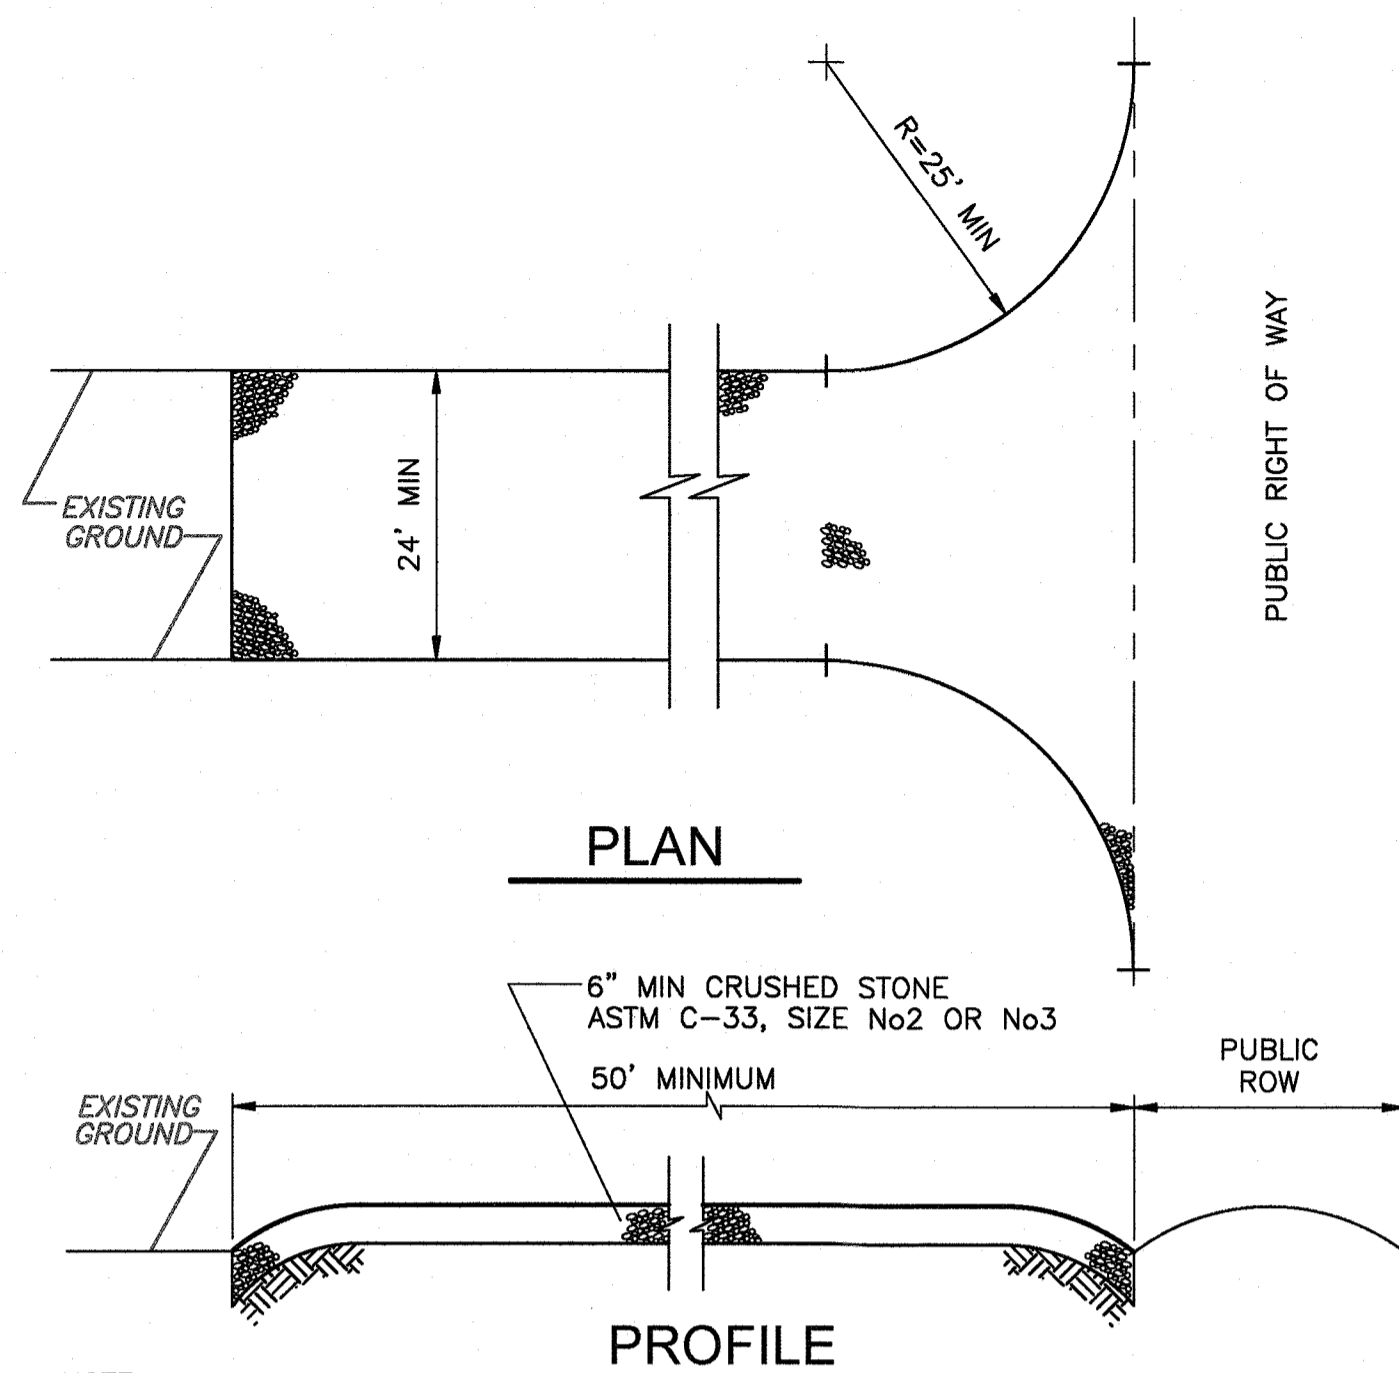 R=25' MIN
PUBLIC RIGHT OF WAY
EXISTING
GROUND
24' MIN
PLAN
6" MIN CRUSHED STONE
ASTM C-33, SIZE No2 OR No3
50' MINIMUM
PUBLIC
ROW
EXISTING
GROUND
PROFILE